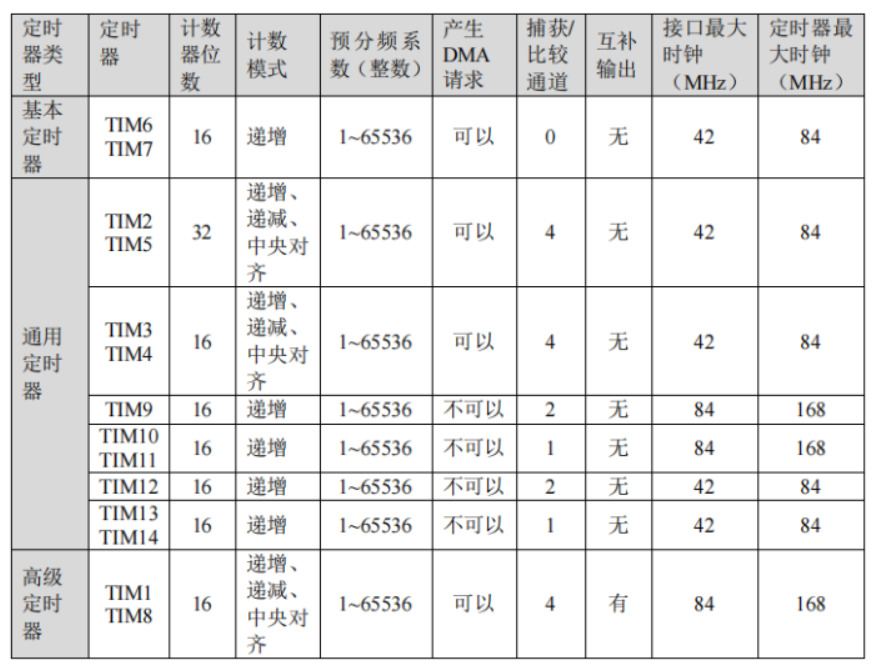 定时
器类
型
定时
器
计数
器位
数
计数
模式
预分频系
数（整数）
产生
DMA
请求
捕获/
比较
通道
互补
输出
接口最大
时钟
（MHz）
定时器最
大时钟
（MHz）
基本
定时
器
TIM6
TIM7
16
递增
1~65536
可以
0
无
42
84
通用
定时
器
TIM2
TIM5
32
递增、
递减、
中央对
齐
1~65536
可以
4
无
42
84
TIM3
TIM4
16
递增、
递减、
中央对
齐
1~65536
可以
4
无
42
84
TIM9
16
递增
1~65536
不可以
2
无
84
168
TIM10
TIM11
16
递增
1~65536
不可以
1
无
84
168
TIM12
16
递增
1~65536
不可以
2
无
42
84
TIM13
TIM14
16
递增
1~65536
不可以
1
无
42
84
高级
定时
器
TIM1
TIM8
16
递增、
递减、
中央对
齐
1~65536
可以
4
有
84
168